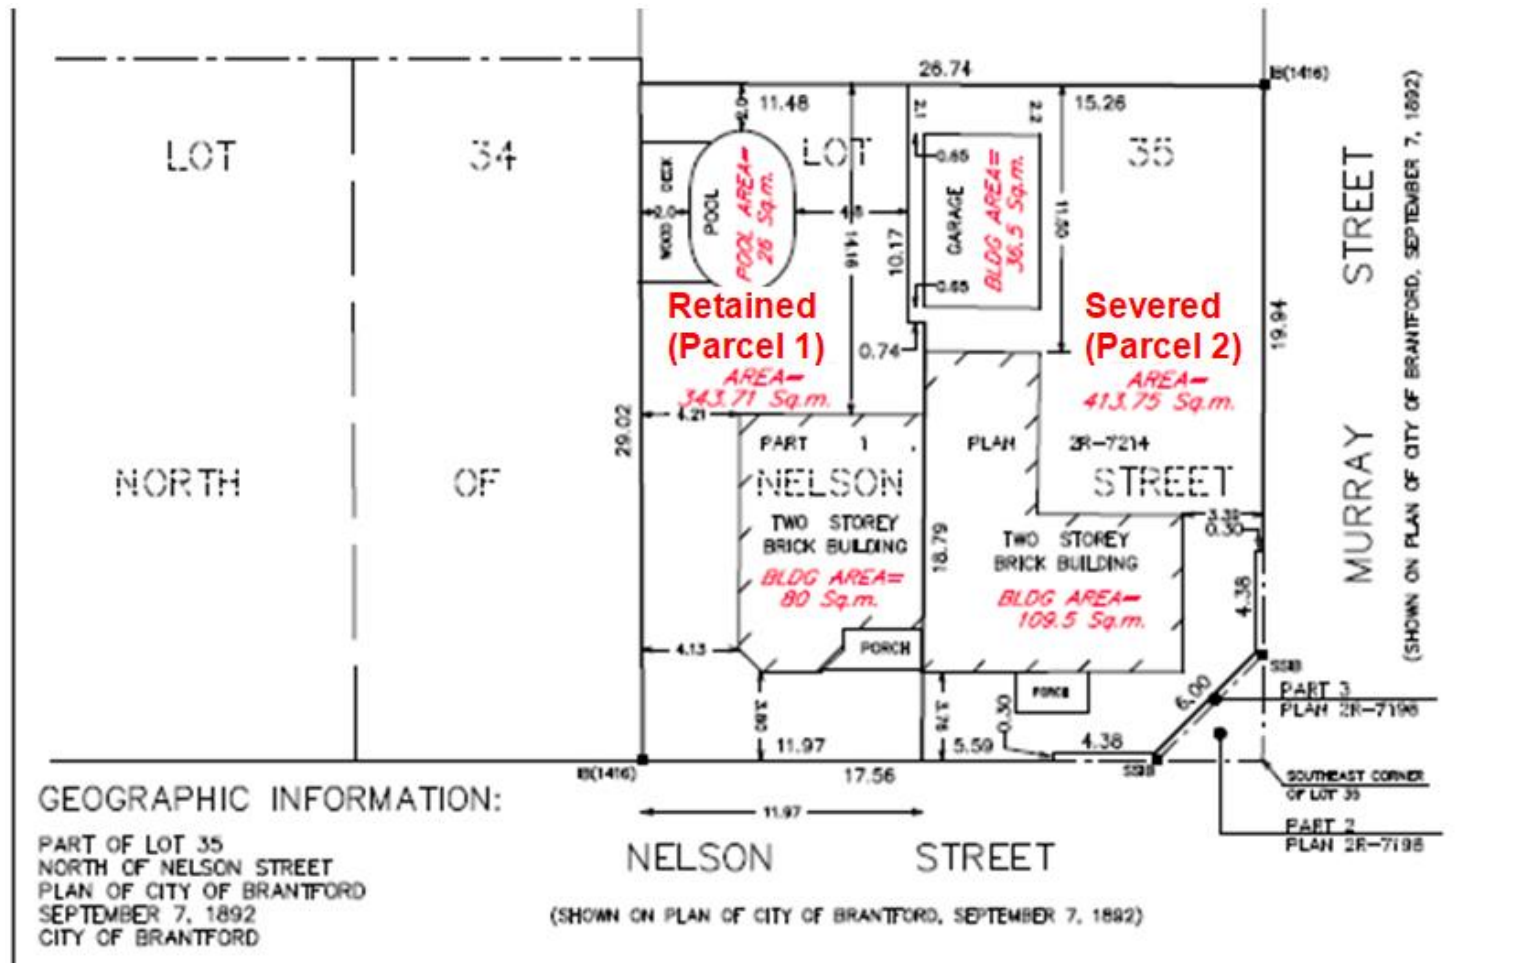 26.74
IB(1416)
2.0
11.48
2.1
2.2
15.26
LOT
34
LOT
35
0.65
WOOD DECK
2.0
POOL
POOL AREA=
26 Sq.m.
4.8
14.16
10.17
GARAGE
BLDG AREA=
36.5 Sq.m.
11.50
0.65
Retained
(Parcel 1)
Severed
(Parcel 2)
0.74
19.94
AREA=
343.71 Sq.m.
AREA=
413.75 Sq.m.
4.21
29.02
PART 1 , PLAN 2R-7214
NORTH
OF
NELSON
STREET
TWO STOREY
BRICK BUILDING
BLDG AREA=
80 Sq.m.
18.79
TWO STOREY
BRICK BUILDING
BLDG AREA=
109.5 Sq.m.
0.30
4.38
MURRAY STREET
(SHOWN ON PLAN OF CITY OF BRANTFORD, SEPTEMBER 7, 1892)
4.13
PORCH
PORCH
SSIB
6.00
PART 3
PLAN 2R-7198
3.76
0.30
11.97
5.59
4.38
IB(1416)
17.56
SSIB
SOUTHEAST CORNER
OF LOT 35
11.97
PART 2
PLAN 2R-7198
NELSON STREET
(SHOWN ON PLAN OF CITY OF BRANTFORD, SEPTEMBER 7, 1892)
GEOGRAPHIC INFORMATION:
PART OF LOT 35
NORTH OF NELSON STREET
PLAN OF CITY OF BRANTFORD
SEPTEMBER 7, 1892
CITY OF BRANTFORD